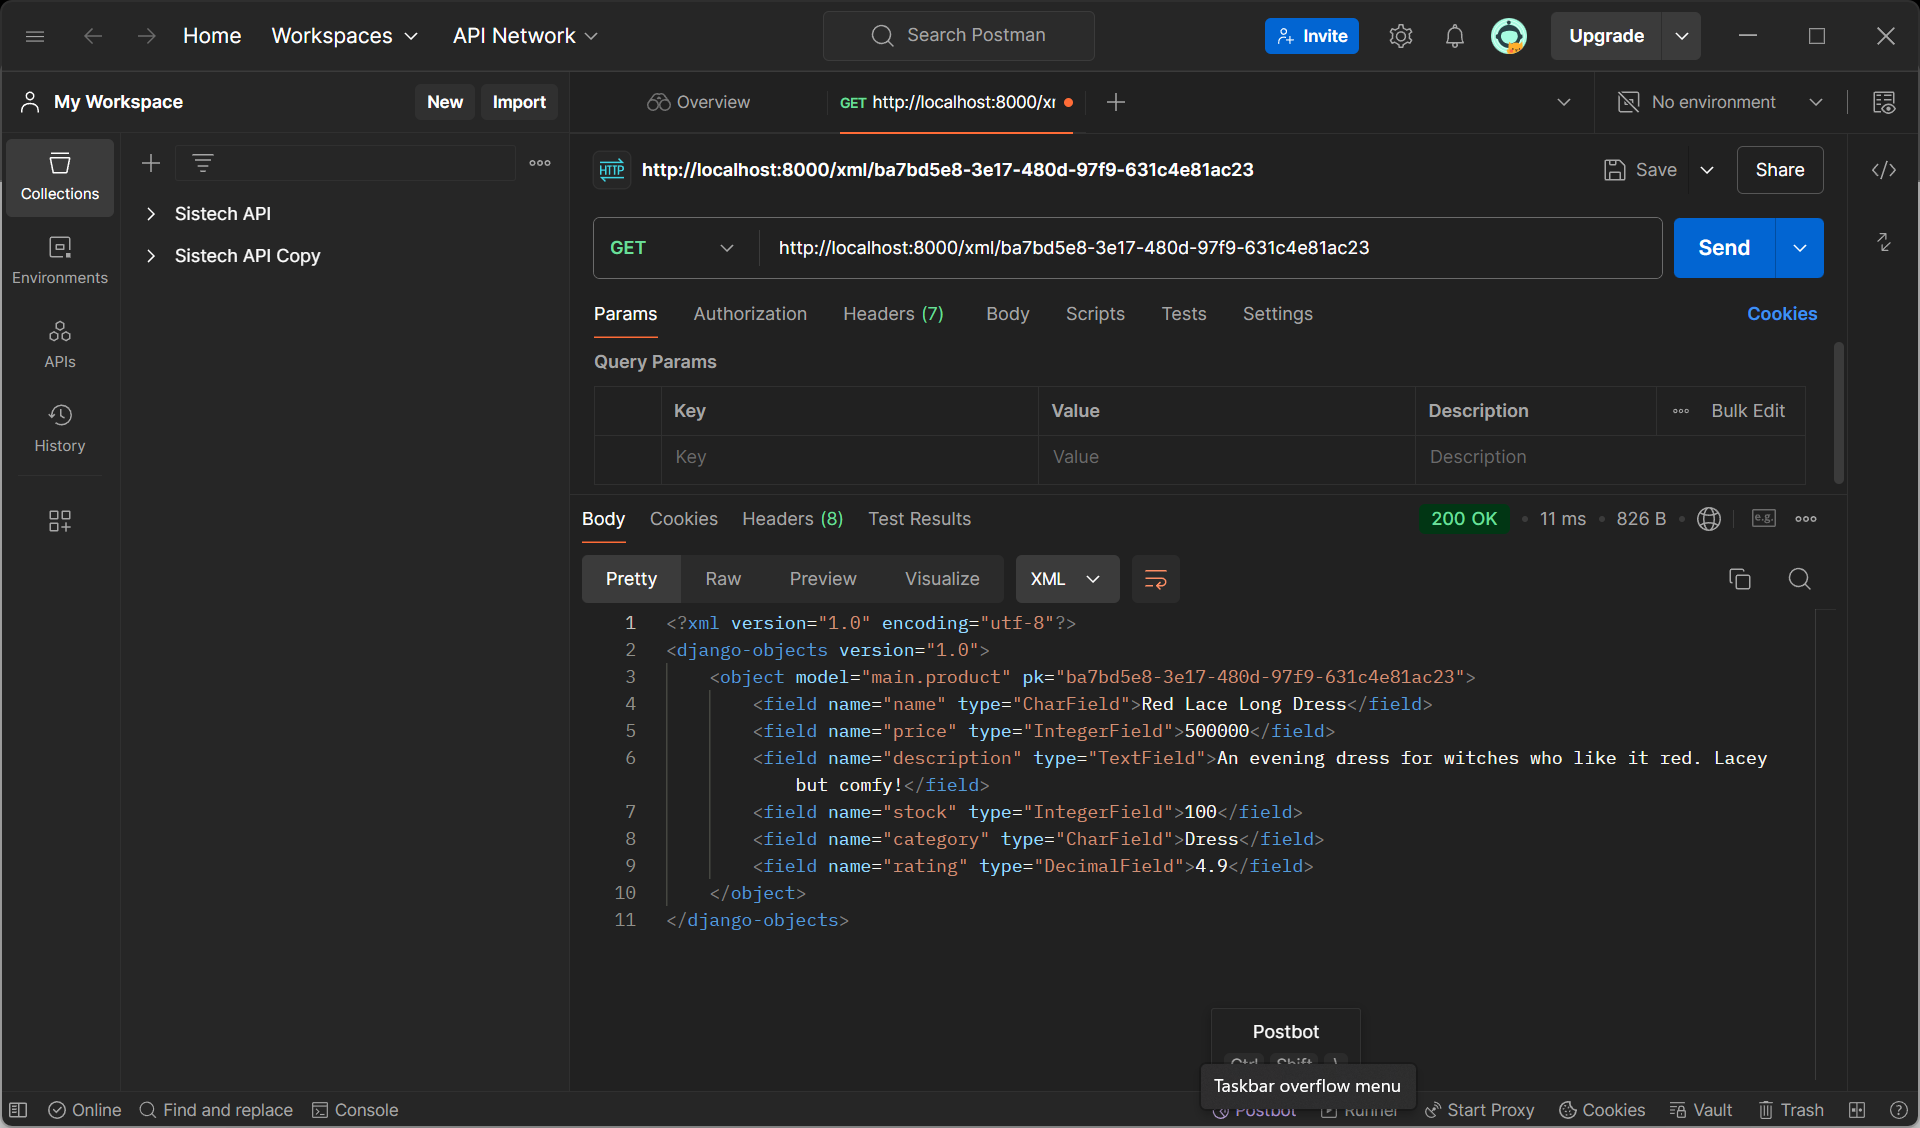 Home Workspaces API Network Search Postman Invite Upgrade
My Workspace New Import Overview GET http://localhost:8000/x No environment
Collections
Environments
APIs
History
Sistech API
Sistech API Copy
HTTP http://localhost:8000/xml/ba7bd5e8-3e17-480d-97f9-631c4e81ac23 Save Share
GET http://localhost:8000/xml/ba7bd5e8-3e17-480d-97f9-631c4e81ac23 Send
Params Authorization Headers (7) Body Scripts Tests Settings Cookies
Query Params
Key Value Description Bulk Edit
Key Value Description
Body Cookies Headers (8) Test Results 200 OK • 11 ms • 826 B • e.g.
Pretty Raw Preview Visualize XML
1 <?xml version="1.0" encoding="utf-8"?>
2 <django-objects version="1.0">
3 <object model="main.product" pk="ba7bd5e8-3e17-480d-97f9-631c4e81ac23">
4 <field name="name" type="CharField">Red Lace Long Dress</field>
5 <field name="price" type="IntegerField">500000</field>
6 <field name="description" type="TextField">An evening dress for witches who like it red. Lacey
but comfy!</field>
7 <field name="stock" type="IntegerField">100</field>
8 <field name="category" type="CharField">Dress</field>
9 <field name="rating" type="DecimalField">4.9</field>
10 </object>
11 </django-objects>
Postbot
Ctrl Shift \
Taskbar overflow menu
Online Find and replace Console Postbot Runner Start Proxy Cookies Vault Trash